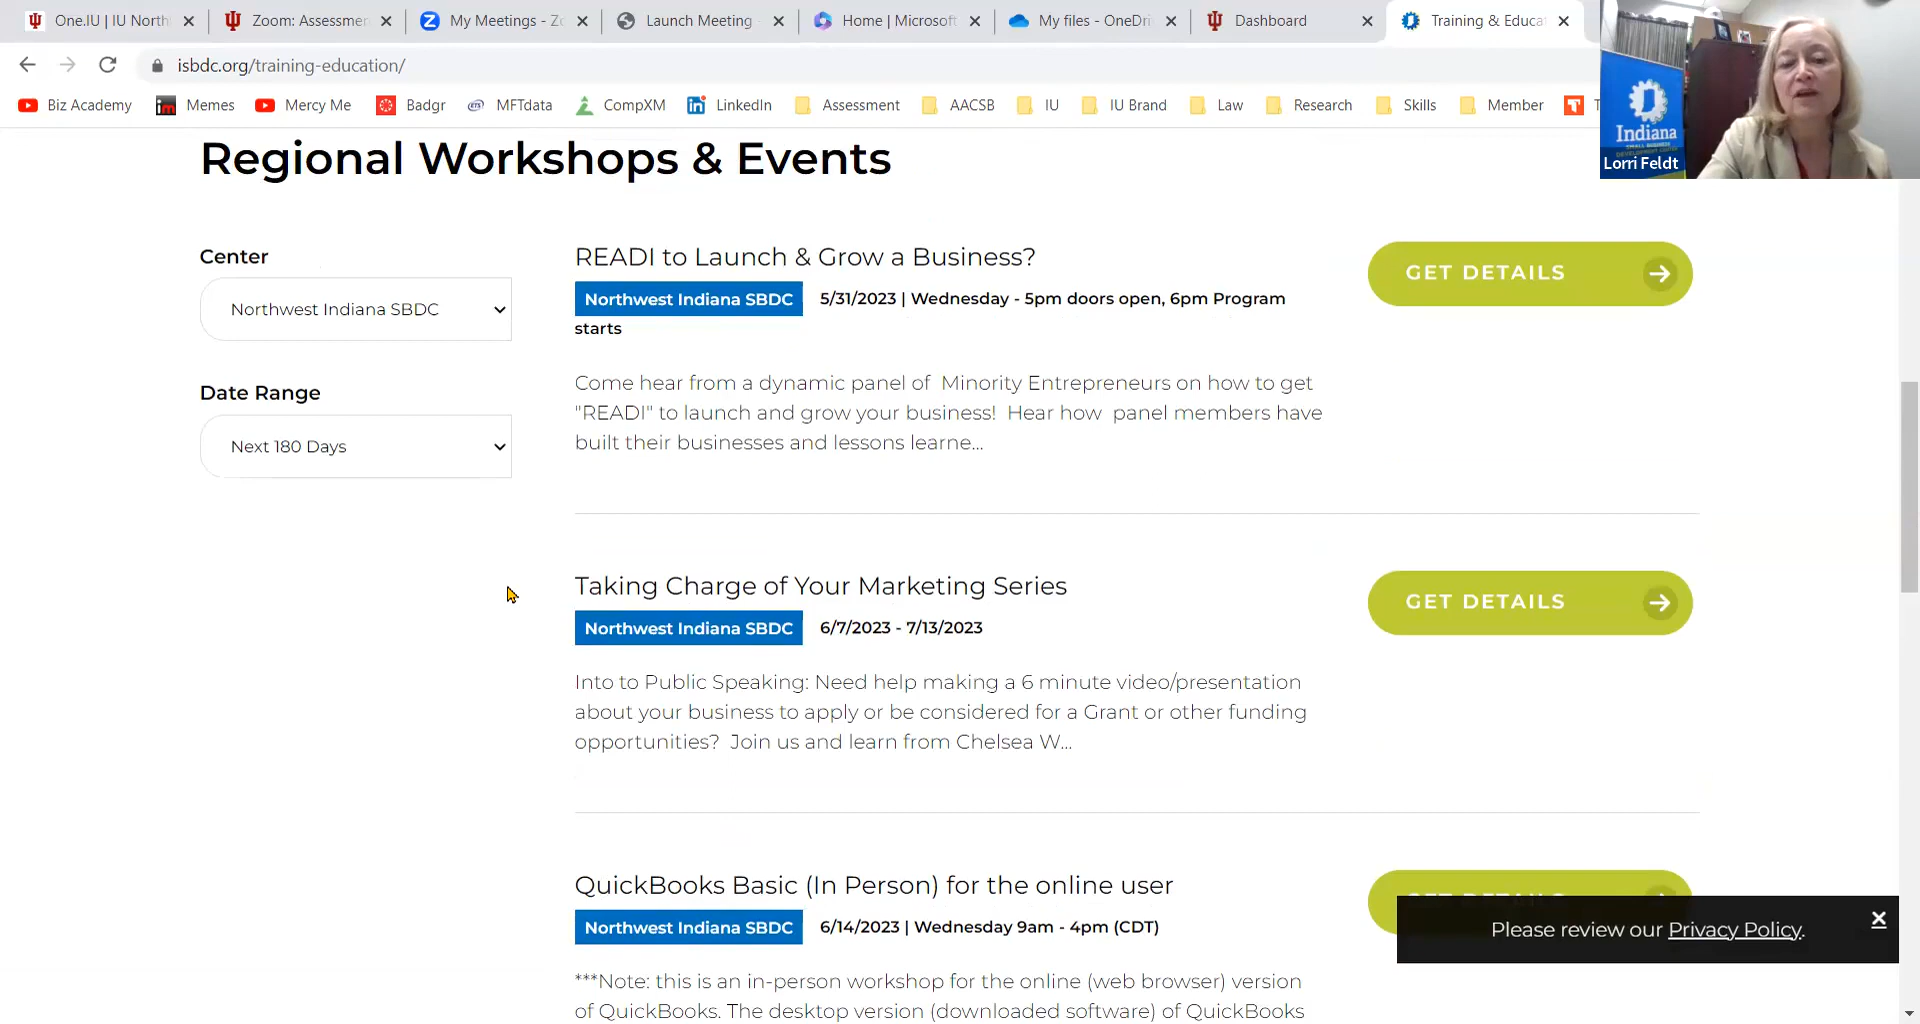 One.IU | IU North
Zoom: Assessmen
My Meetings - Zo
Launch Meeting -
Home | Microsoft
My files - OneDri
Dashboard
Training & Educa
isbdc.org/training-education/
Biz Academy
Memes
Mercy Me
Badgr
MFTdata
CompXM
LinkedIn
Assessment
AACSB
IU
IU Brand
Law
Research
Skills
Member
Indiana
SMALL BUSINESS
DEVELOPMENT CENTER
Lorri Feldt
Regional Workshops & Events
Center
Northwest Indiana SBDC
Date Range
Next 180 Days
READI to Launch & Grow a Business?
Northwest Indiana SBDC 5/31/2023 | Wednesday - 5pm doors open, 6pm Program
starts
Come hear from a dynamic panel of Minority Entrepreneurs on how to get
"READI" to launch and grow your business! Hear how panel members have
built their businesses and lessons learne...
GET DETAILS
Taking Charge of Your Marketing Series
Northwest Indiana SBDC 6/7/2023 - 7/13/2023
Into to Public Speaking: Need help making a 6 minute video/presentation
about your business to apply or be considered for a Grant or other funding
opportunities? Join us and learn from Chelsea W...
GET DETAILS
QuickBooks Basic (In Person) for the online user
Northwest Indiana SBDC 6/14/2023 | Wednesday 9am - 4pm (CDT)
***Note: this is an in-person workshop for the online (web browser) version
of QuickBooks. The desktop version (downloaded software) of QuickBooks
GET DETAILS
Please review our Privacy Policy.